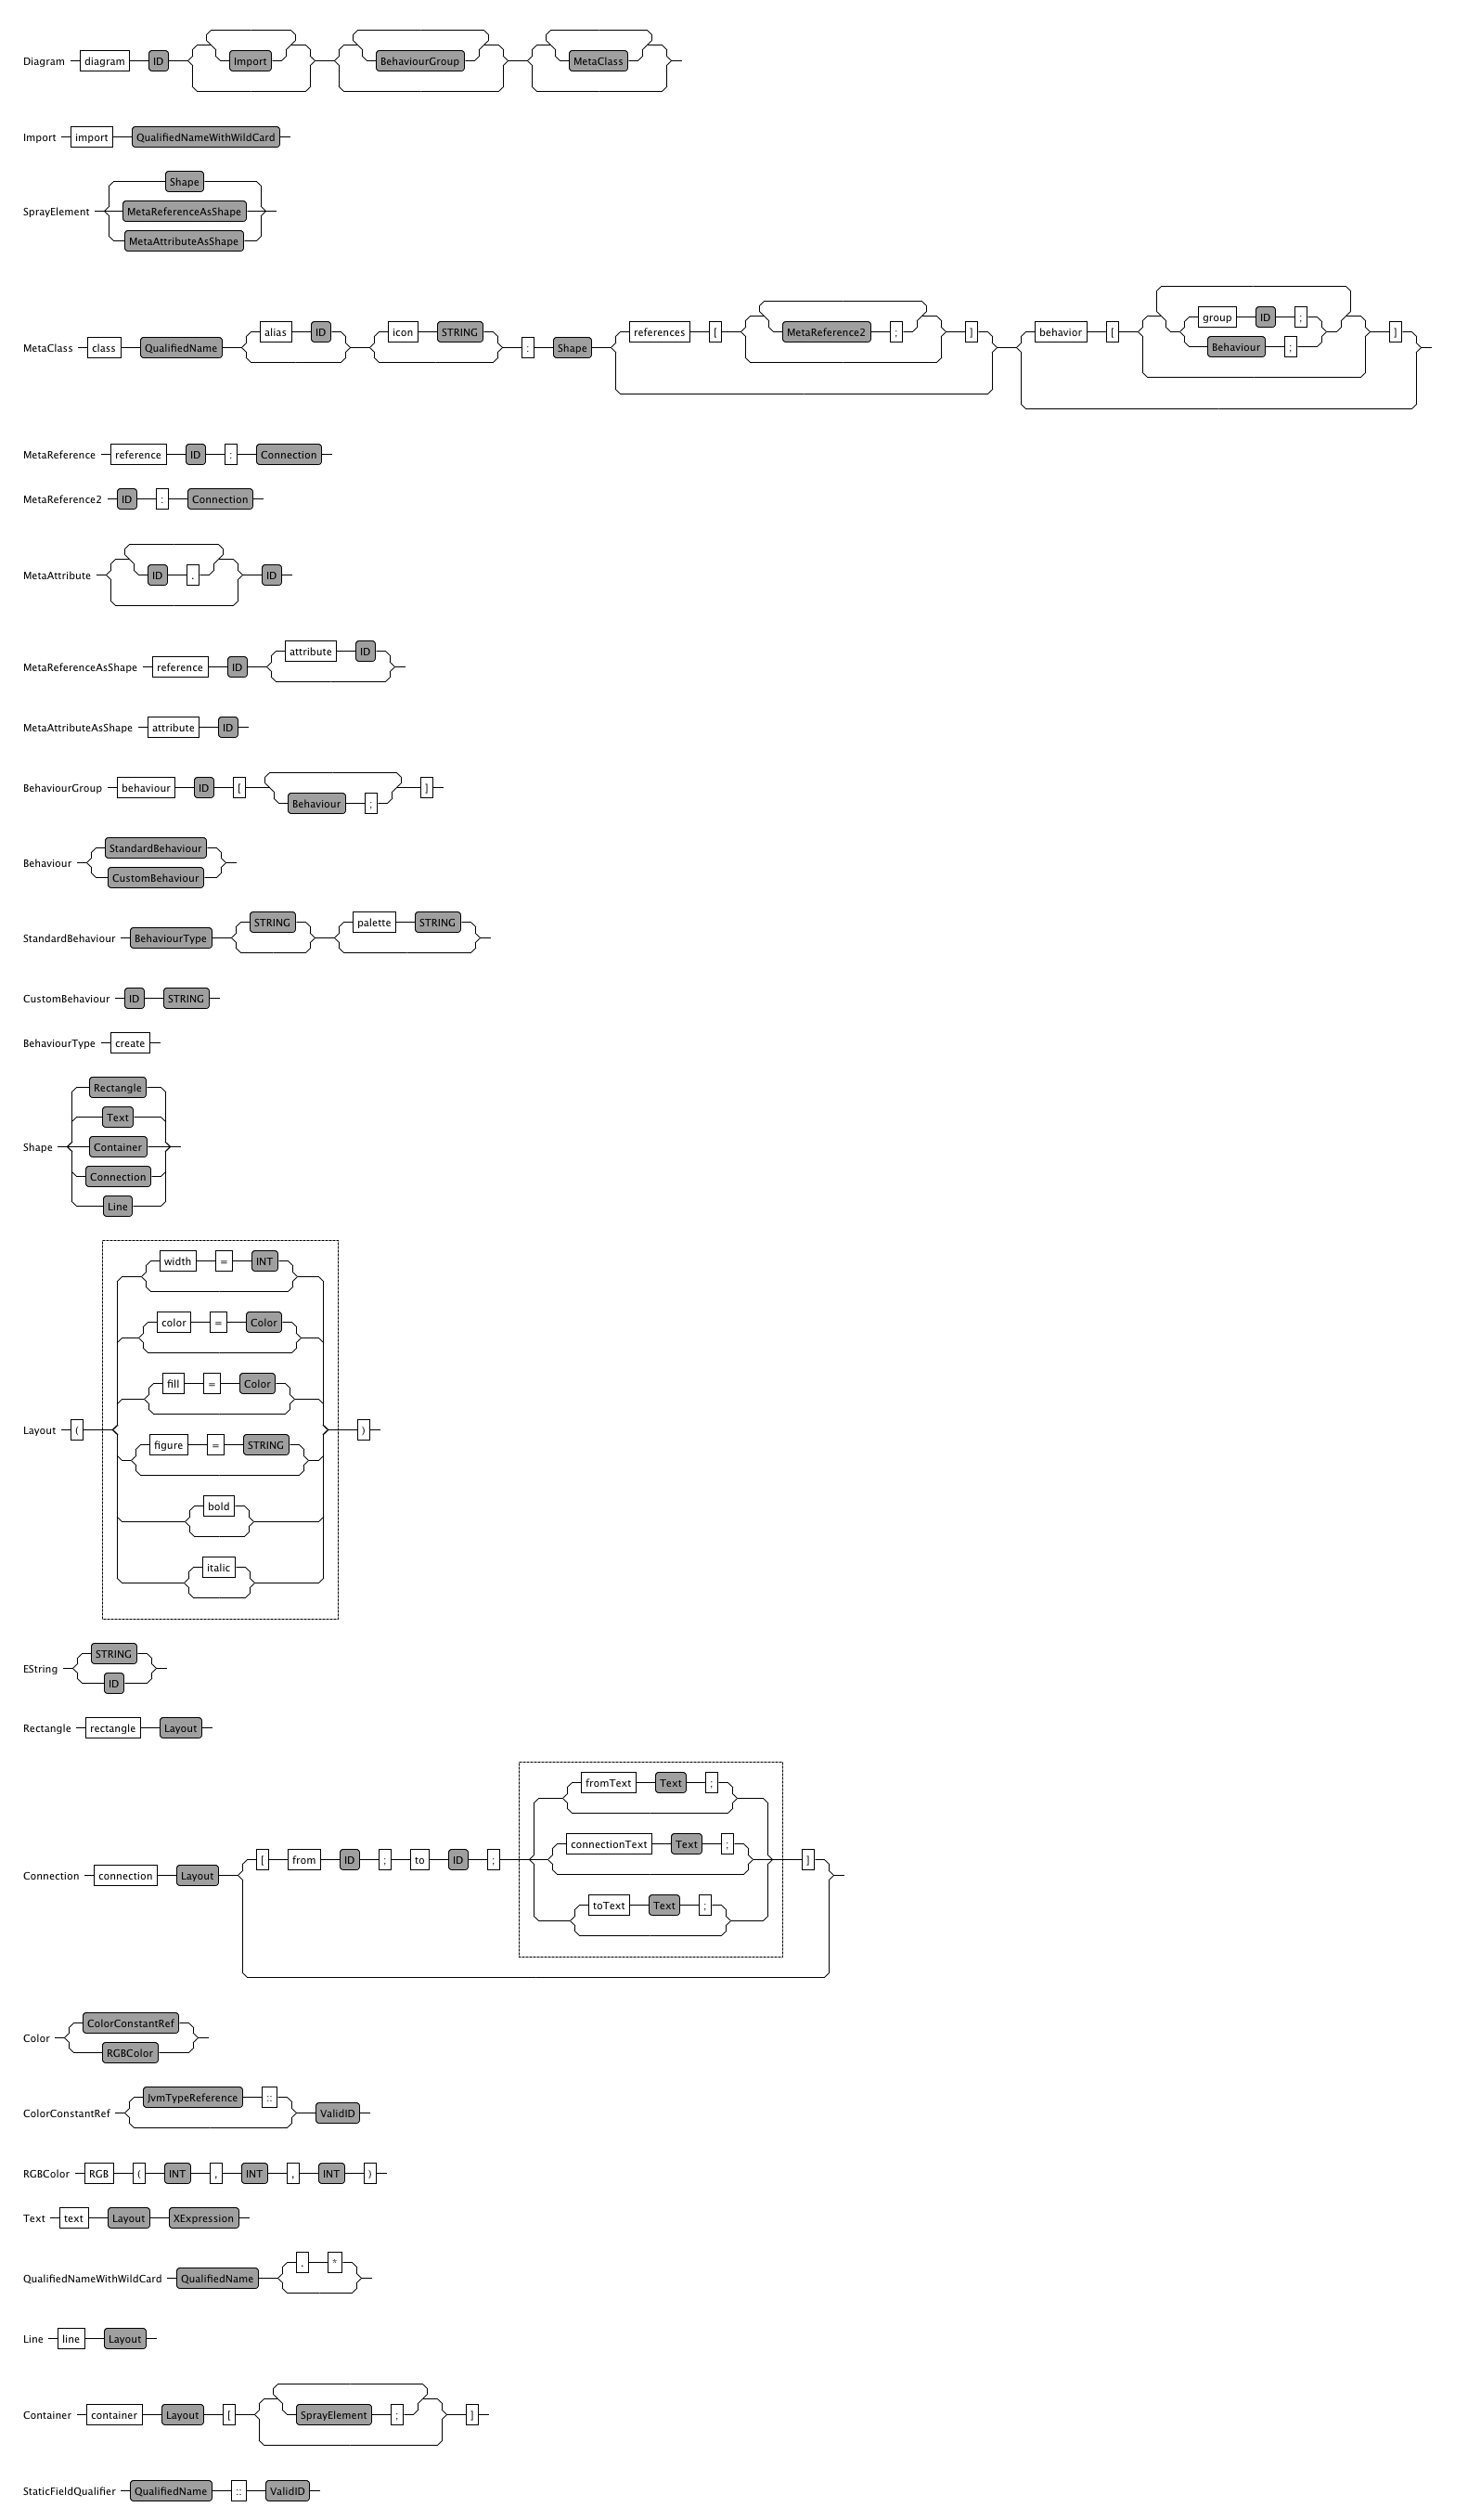 Diagram diagram ID Import BehaviourGroup MetaClass
Import import QualifiedNameWithWildCard
Shape
SprayElement MetaReferenceAsShape
MetaAttributeAsShape
group ID ;
alias ID icon STRING references [ MetaReference2 ; ] behavior [ ]
MetaClass class QualifiedName : Shape Behaviour ;
MetaReference reference ID : Connection
MetaReference2 ID : Connection
MetaAttribute ID . ID
attribute ID
MetaReferenceAsShape reference ID
MetaAttributeAsShape attribute ID
BehaviourGroup behaviour ID [ ]
Behaviour ;
StandardBehaviour
Behaviour
CustomBehaviour
STRING palette STRING
StandardBehaviour BehaviourType
CustomBehaviour ID STRING
BehaviourType create
Rectangle
Text
Shape Container
Connection
Line
width = INT
color = Color
fill = Color
Layout ( )
figure = STRING
bold
italic
STRING
EString
ID
Rectangle rectangle Layout
fromText Text ;
connectionText Text ;
[ from ID ; to ID ; ]
Connection connection Layout
toText Text ;
ColorConstantRef
Color
RGBColor
JvmTypeReference ::
ColorConstantRef ValidID
RGBColor RGB ( INT , INT , INT )
Text text Layout XExpression
. *
QualifiedNameWithWildCard QualifiedName
Line line Layout
Container container Layout [ SprayElement ; ]
StaticFieldQualifier QualifiedName :: ValidID